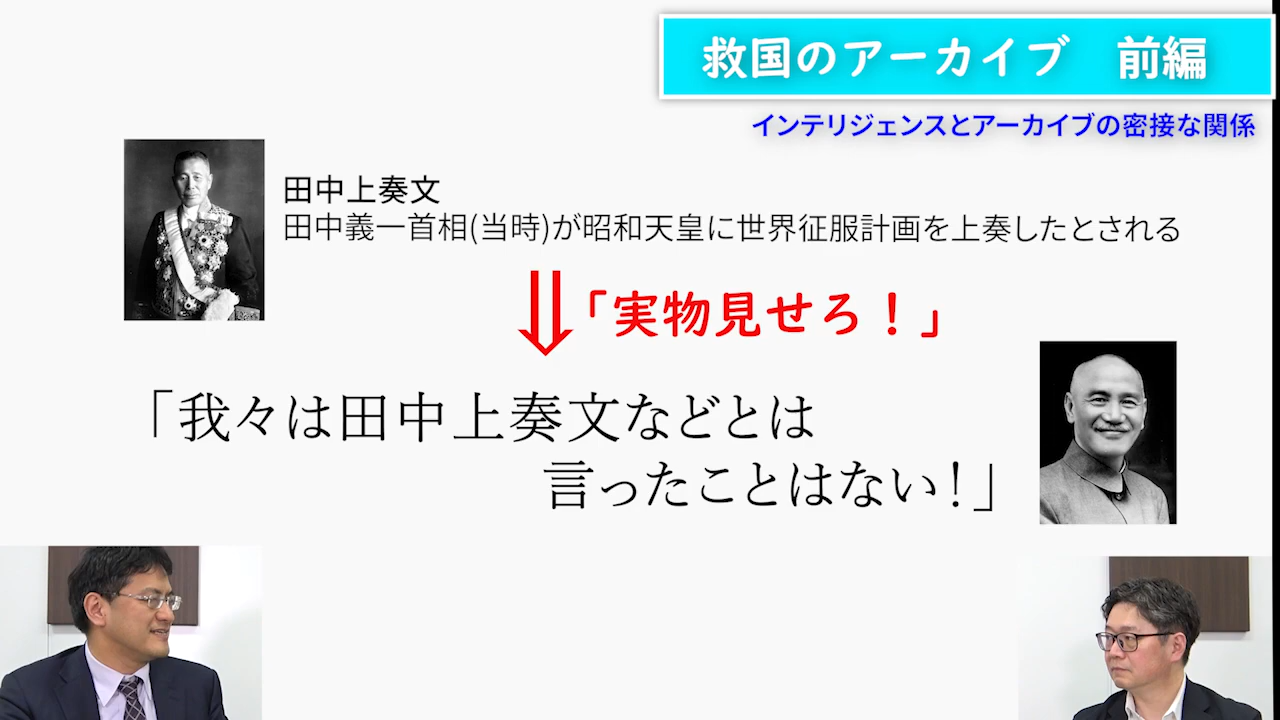 救国のアーカイブ　前編
インテリジェンスとアーカイブの密接な関係
田中上奏文
田中義一首相(当時)が昭和天皇に世界征服計画を上奏したとされる
「実物見せろ！」
「我々は田中上奏文などとは
言ったことはない！」